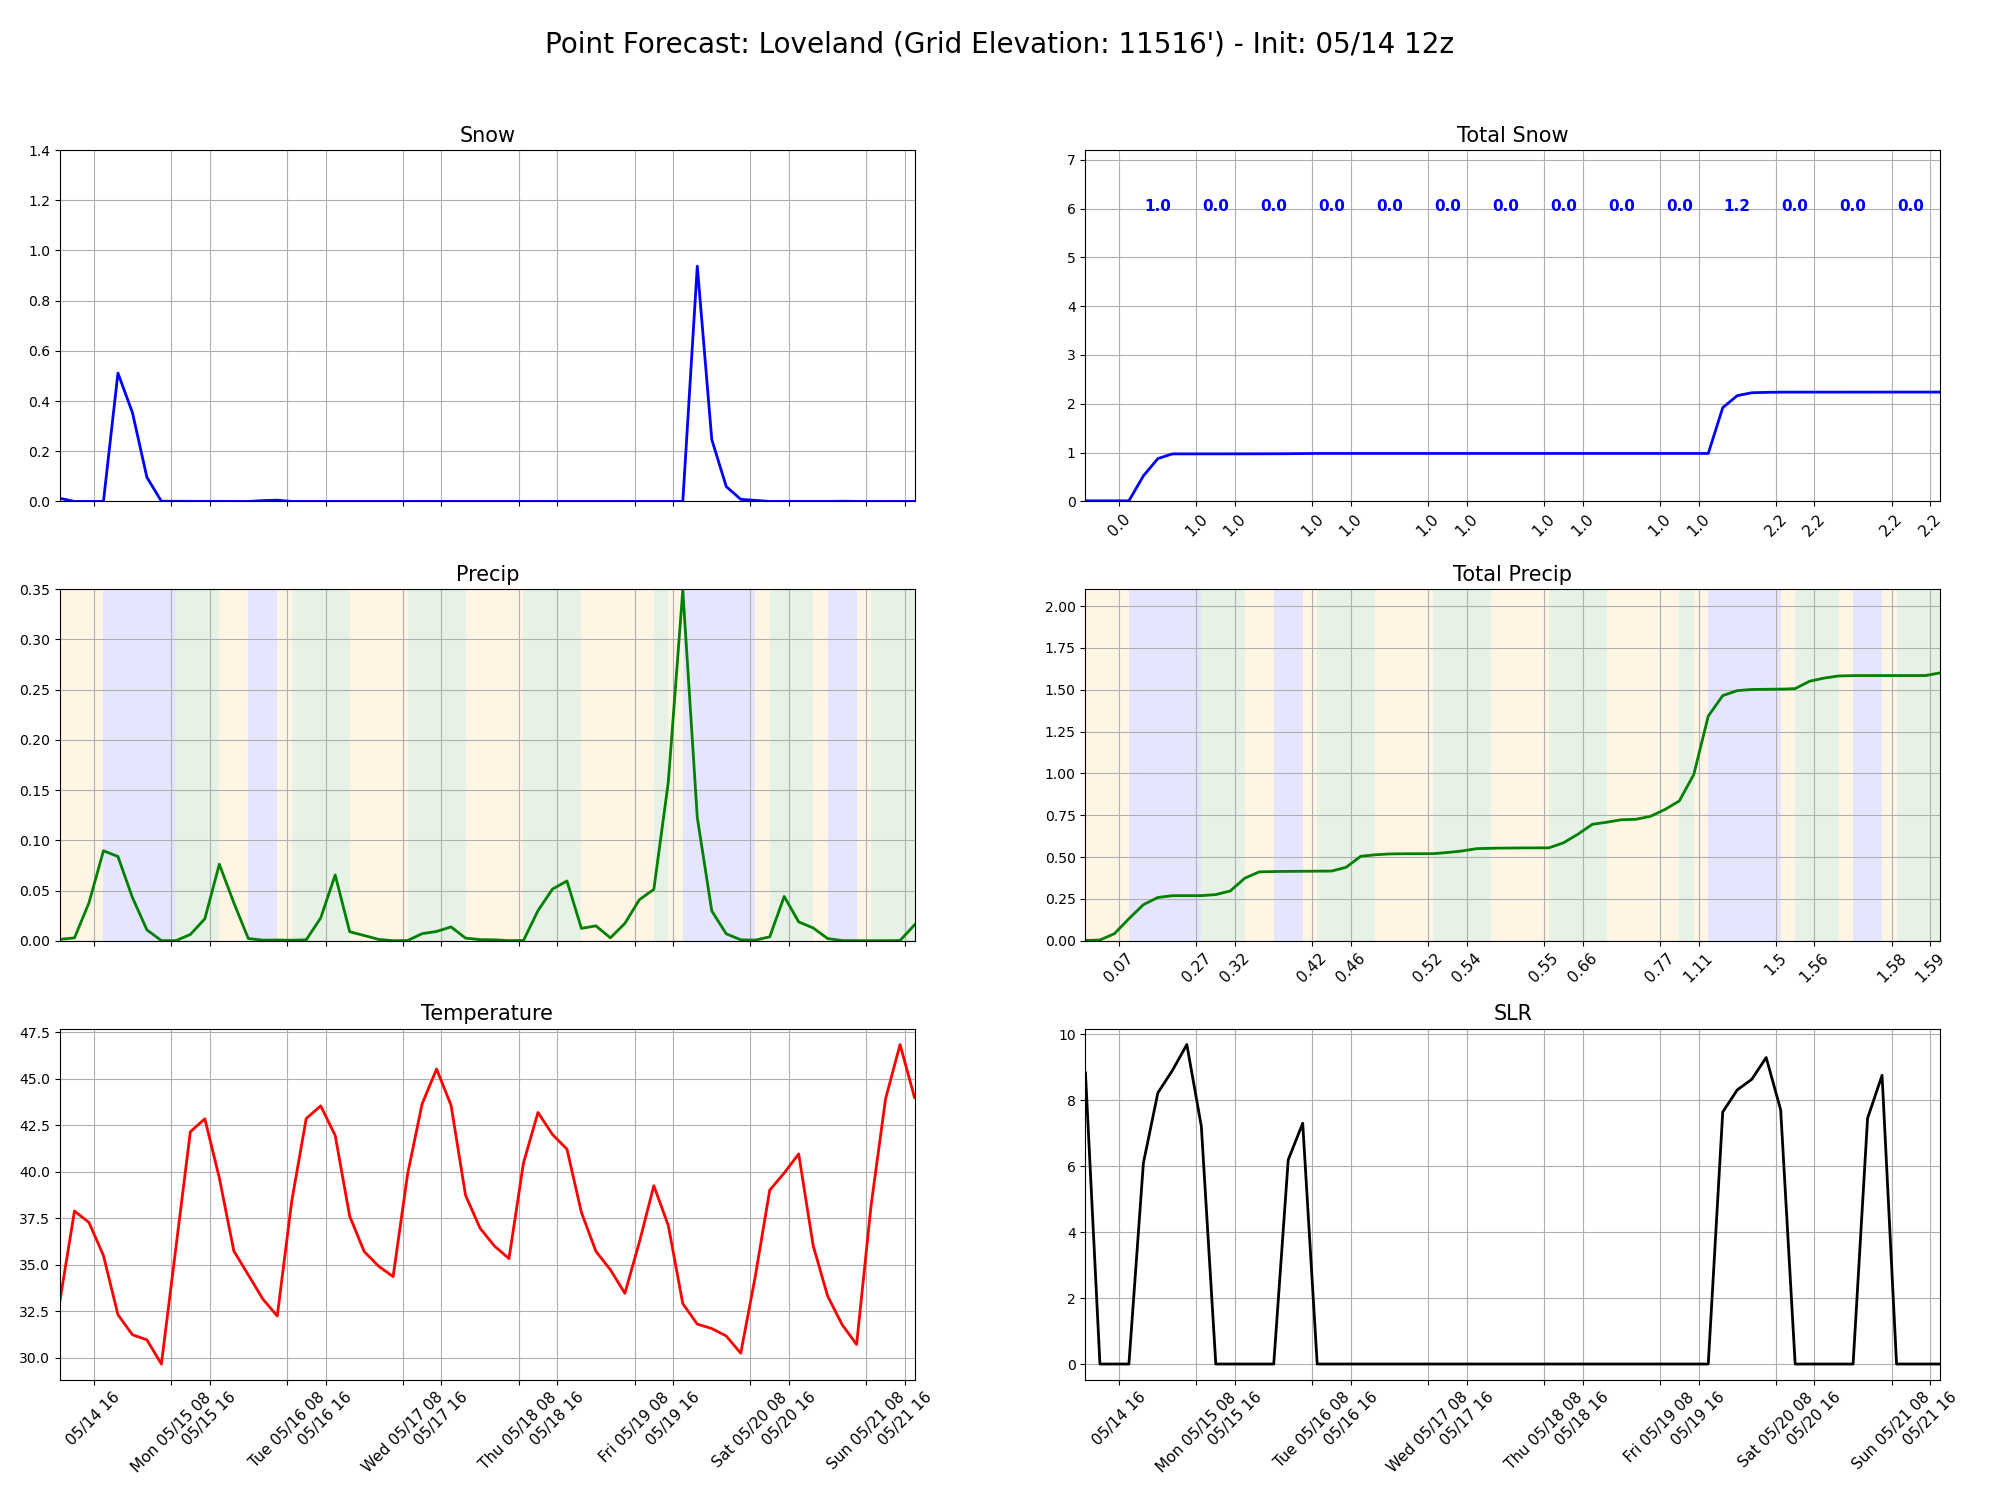 Point Forecast: Loveland (Grid Elevation: 11516') - Init: 05/14 12z
Snow
1.4
1.2
1.0
0.8
0.6
0.4
0.2
0.0
Total Snow
7
6
5
4
3
2
1
0
1.0 0.0 0.0 0.0 0.0 0.0 0.0 0.0 0.0 0.0 1.2 0.0 0.0 0.0
0.0 1.0 1.0 1.0 1.0 1.0 1.0 1.0 1.0 1.0 1.0 2.2 2.2 2.2 2.2
Precip
0.35
0.30
0.25
0.20
0.15
0.10
0.05
0.00
Total Precip
2.00
1.75
1.50
1.25
1.00
0.75
0.50
0.25
0.00
0.07 0.27 0.32 0.42 0.46 0.52 0.54 0.55 0.66 0.77 1.11 1.5 1.56 1.58 1.59
Temperature
47.5
45.0
42.5
40.0
37.5
35.0
32.5
30.0
05/14 16
Mon 05/15 08
05/15 16
Tue 05/16 08
05/16 16
Wed 05/17 08
05/17 16
Thu 05/18 08
05/18 16
Fri 05/19 08
05/19 16
Sat 05/20 08
05/20 16
Sun 05/21 08
05/21 16
SLR
10
8
6
4
2
0
05/14 16
Mon 05/15 08
05/15 16
Tue 05/16 08
05/16 16
Wed 05/17 08
05/17 16
Thu 05/18 08
05/18 16
Fri 05/19 08
05/19 16
Sat 05/20 08
05/20 16
Sun 05/21 08
05/21 16